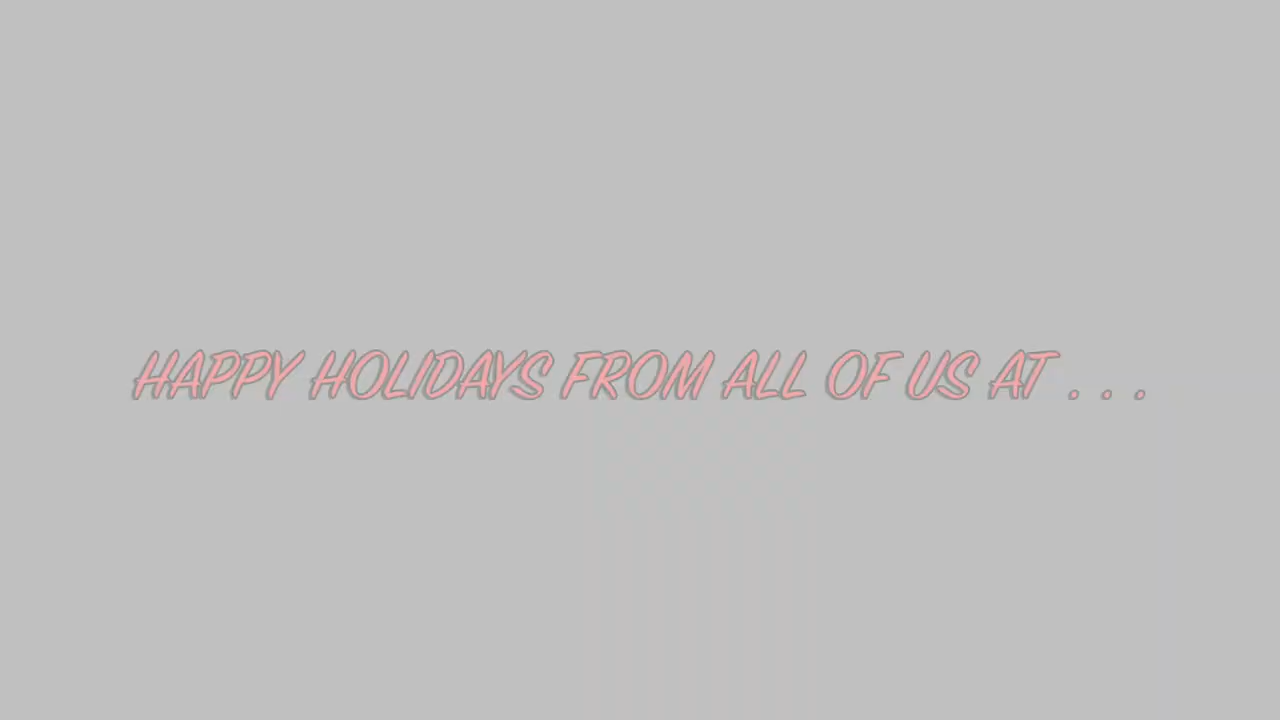 HAPPY HOLIDAYS FROM ALL OF US AT . . .